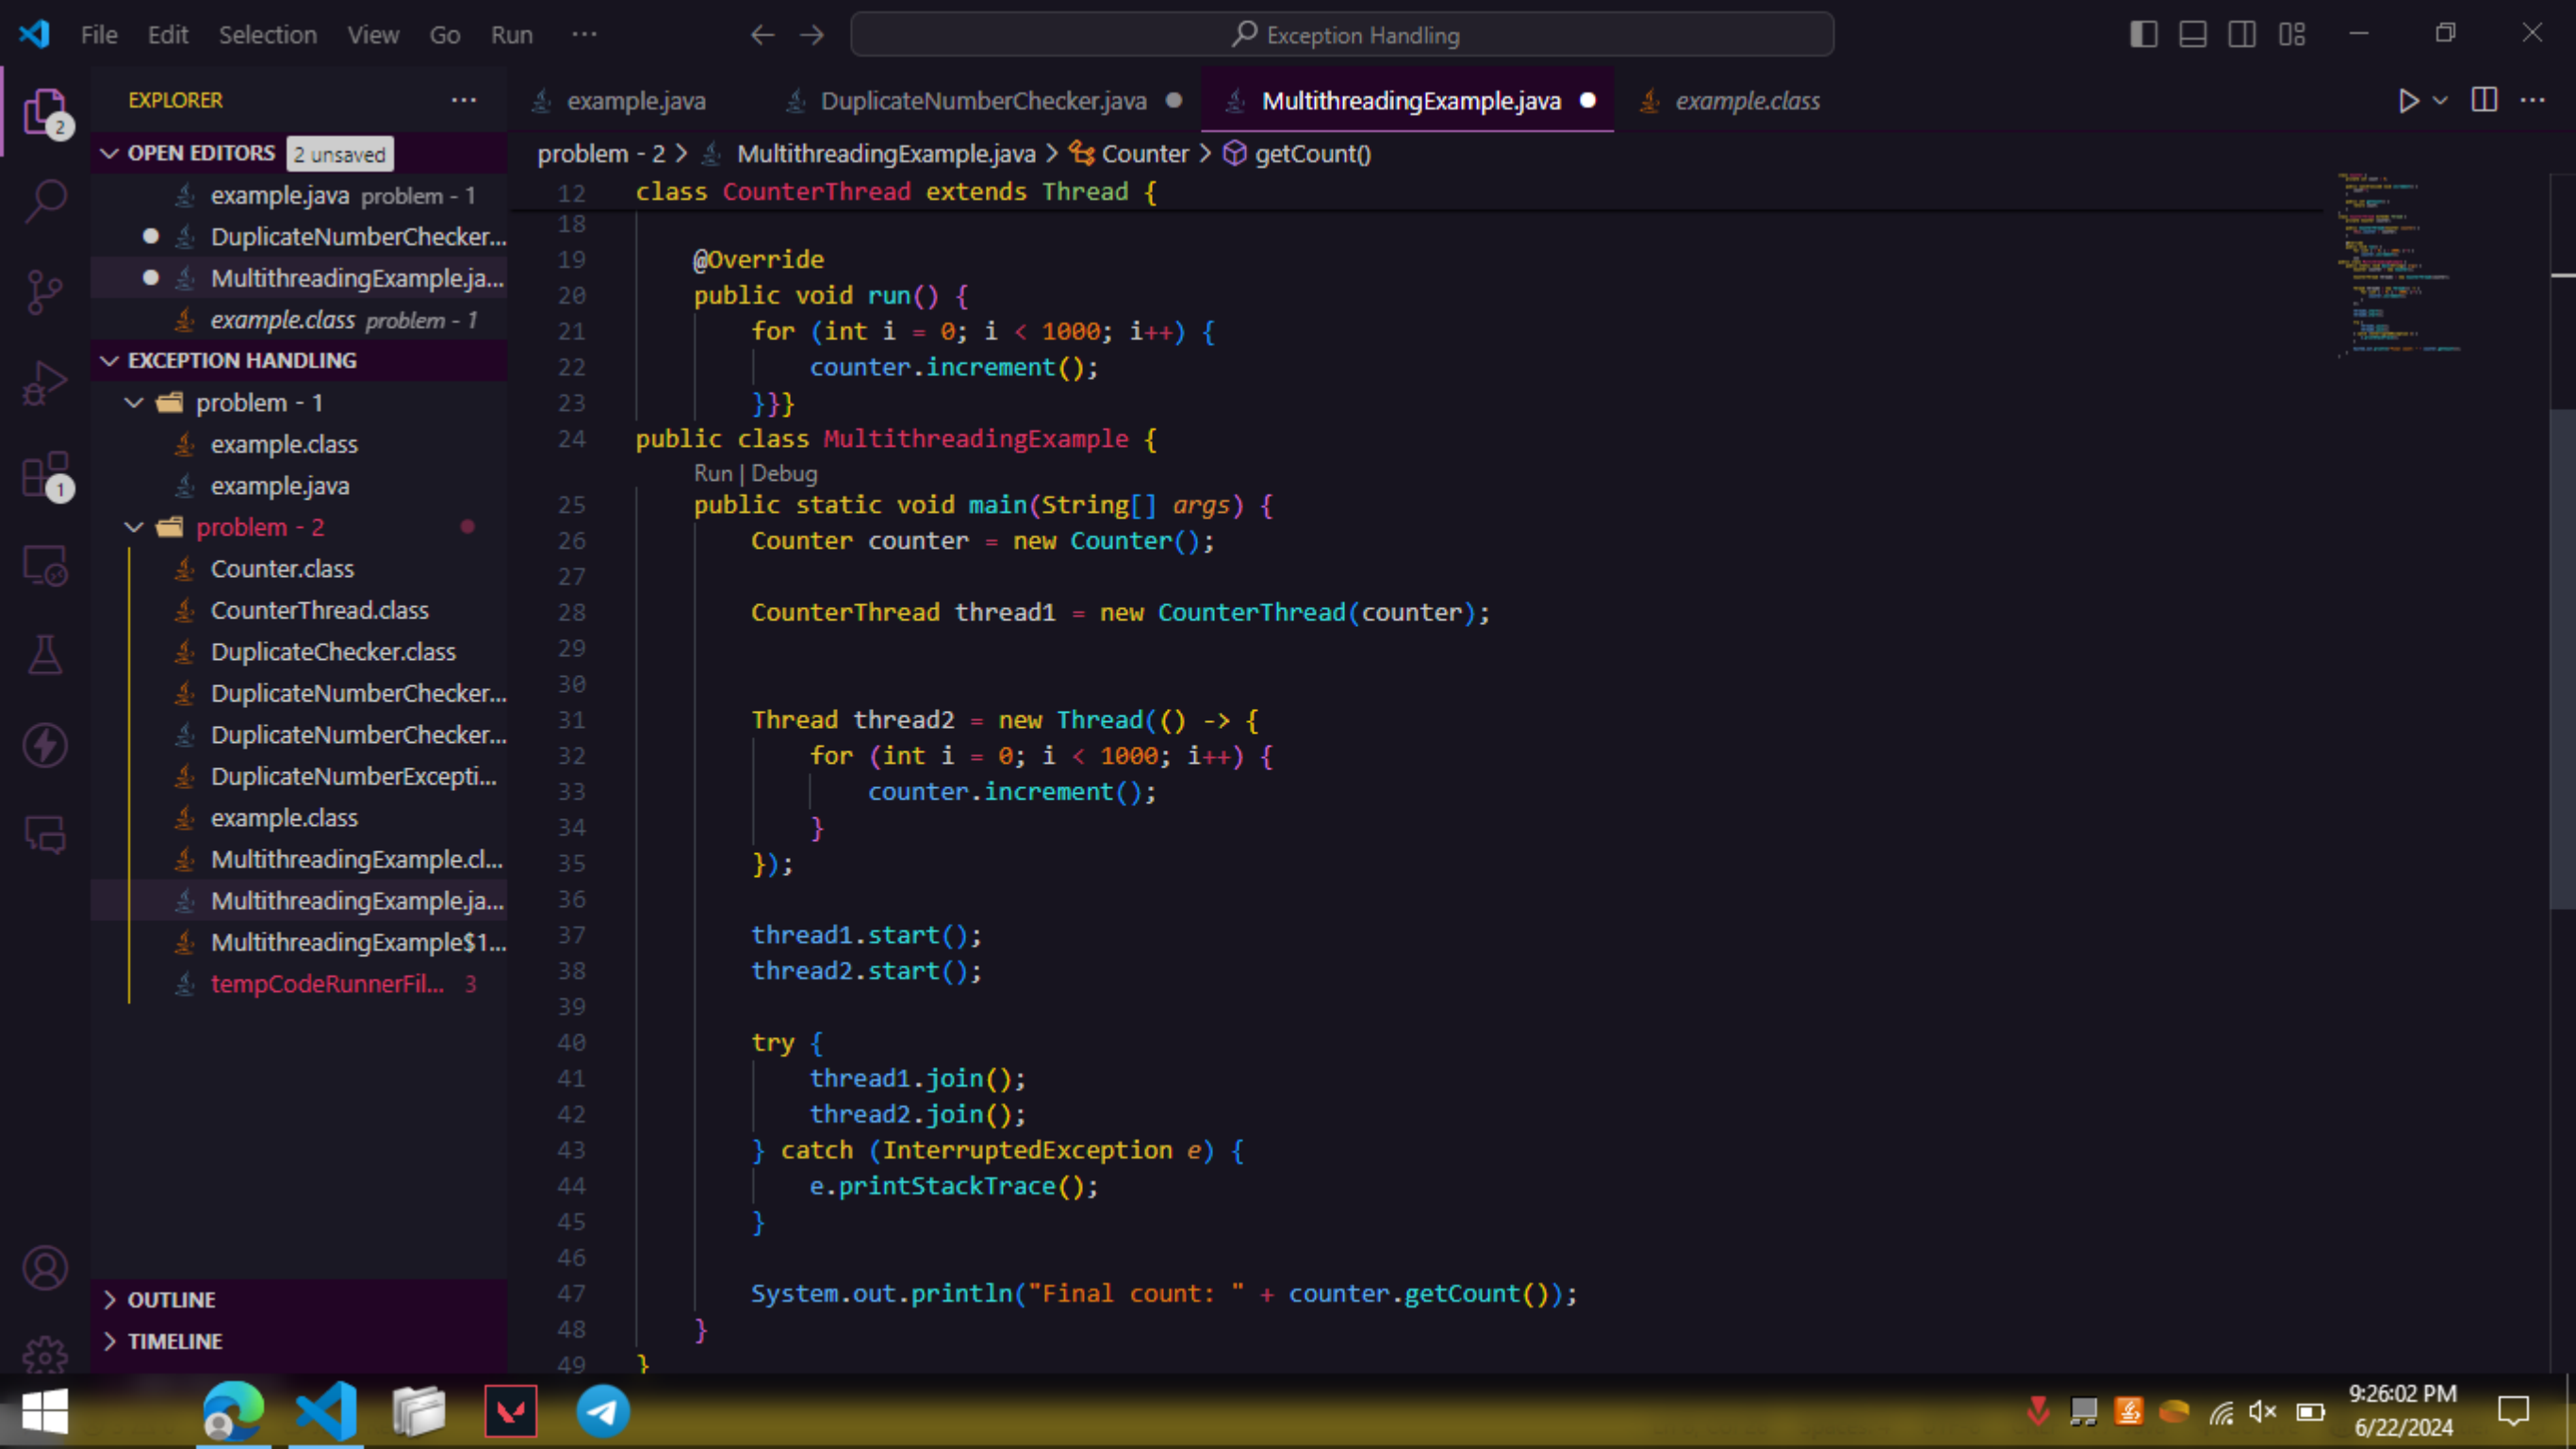 File Edit Selection View Go Run ···
Exception Handling
EXPLORER ···
OPEN EDITORS 2 unsaved
example.java problem - 1
DuplicateNumberChecker...
MultithreadingExample.ja...
example.class problem - 1
EXCEPTION HANDLING
problem - 1
example.class
example.java
problem - 2
Counter.class
CounterThread.class
DuplicateChecker.class
DuplicateNumberChecker...
DuplicateNumberChecker...
DuplicateNumberExcepti...
example.class
MultithreadingExample.cl...
MultithreadingExample.ja...
MultithreadingExample$1...
tempCodeRunnerFil... 3
OUTLINE
TIMELINE
2
1
example.java DuplicateNumberChecker.java MultithreadingExample.java example.class
problem - 2 > MultithreadingExample.java > Counter > getCount()
12 class CounterThread extends Thread {
18
19 @Override
20 public void run() {
21 for (int i = 0; i < 1000; i++) {
22 counter.increment();
23 }}}
24 public class MultithreadingExample {
Run | Debug
25 public static void main(String[] args) {
26 Counter counter = new Counter();
27
28 CounterThread thread1 = new CounterThread(counter);
29
30
31 Thread thread2 = new Thread(() -> {
32 for (int i = 0; i < 1000; i++) {
33 counter.increment();
34 }
35 });
36
37 thread1.start();
38 thread2.start();
39
40 try {
41 thread1.join();
42 thread2.join();
43 } catch (InterruptedException e) {
44 e.printStackTrace();
45 }
46
47 System.out.println("Final count: " + counter.getCount());
48 }
49 }
9:26:02 PM
6/22/2024